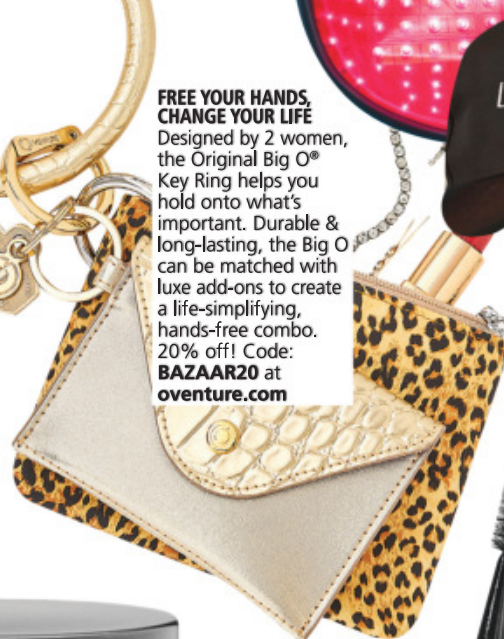 FREE YOUR HANDS,
CHANGE YOUR LIFE
Designed by 2 women,
the Original Big O®
Key Ring helps you
hold onto what's
important. Durable &
long-lasting, the Big O
can be matched with
luxe add-ons to create
a life-simplifying,
hands-free combo.
20% off! Code:
BAZAAR20 at
oventure.com
L